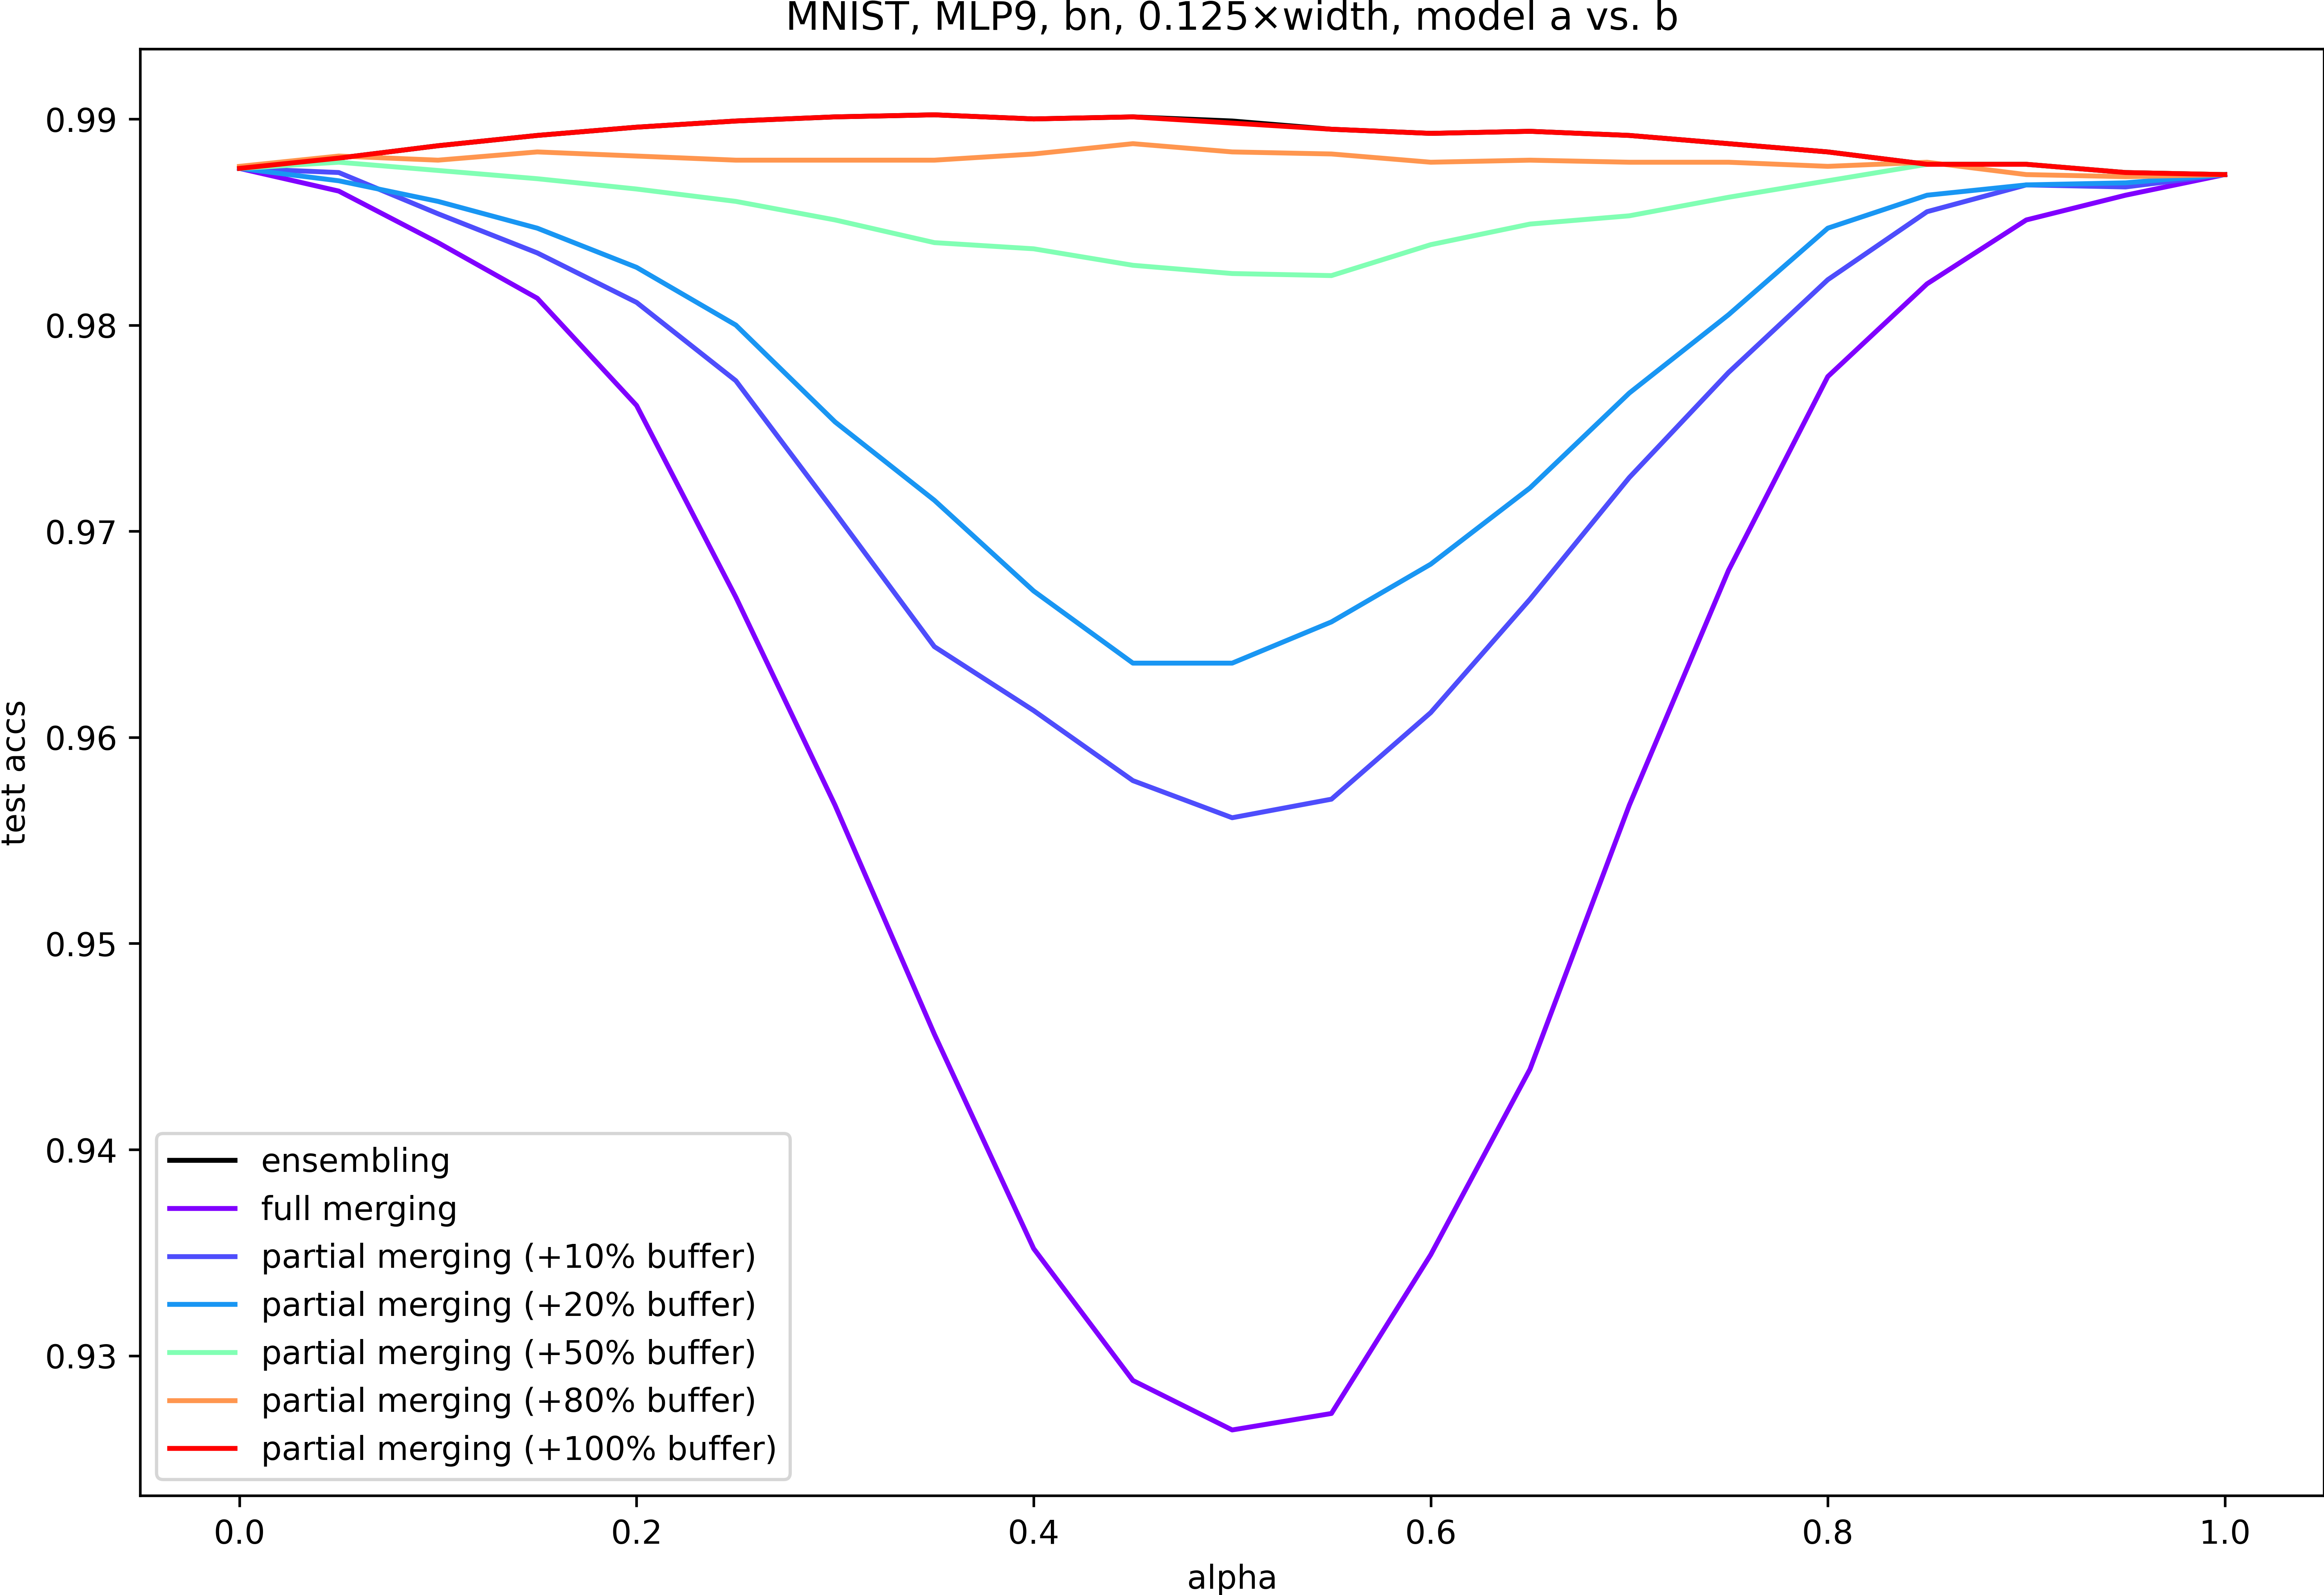 MNIST, MLP9, bn, 0.125×width, model a vs. b
0.99
0.98
0.97
0.96
0.95
0.94
0.93
test accs
ensembling
full merging
partial merging (+10% buffer)
partial merging (+20% buffer)
partial merging (+50% buffer)
partial merging (+80% buffer)
partial merging (+100% buffer)
0.0 0.2 0.4 0.6 0.8 1.0
alpha